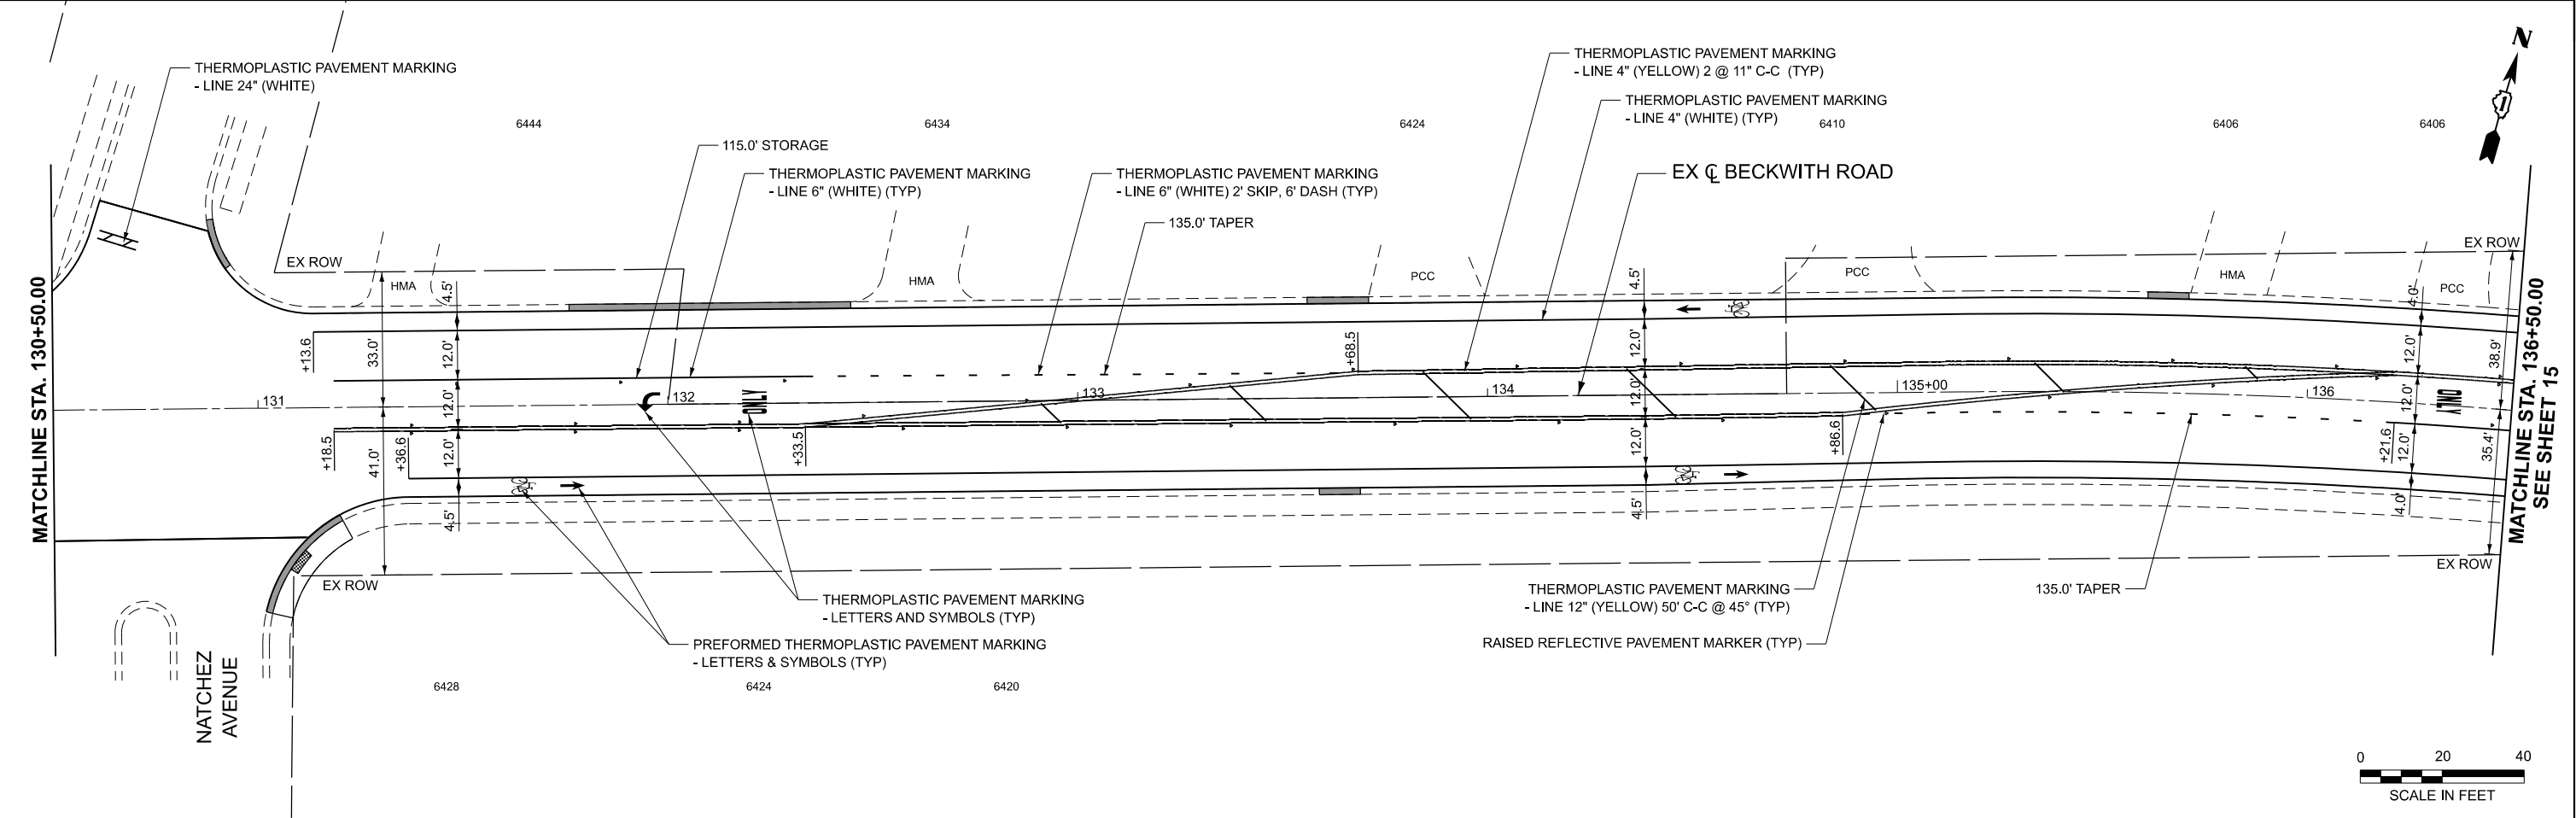 THERMOPLASTIC PAVEMENT MARKING
- LINE 24" (WHITE)
THERMOPLASTIC PAVEMENT MARKING
- LINE 4" (YELLOW) 2 @ 11" C-C (TYP)
THERMOPLASTIC PAVEMENT MARKING
- LINE 4" (WHITE) (TYP)
N
1
6444
6434
6424
6410
6406
6406
115.0' STORAGE
THERMOPLASTIC PAVEMENT MARKING
- LINE 6" (WHITE) (TYP)
THERMOPLASTIC PAVEMENT MARKING
- LINE 6" (WHITE) 2' SKIP, 6' DASH (TYP)
135.0' TAPER
EX ℄ BECKWITH ROAD
EX ROW
EX ROW
HMA
HMA
PCC
PCC
HMA
PCC
4.5'
4.5'
4.0'
+13.6
33.0'
12.0'
+68.5
12.0'
12.0'
38.9'
131
132
133
134
135+00
136
ONLY
ONLY
12.0'
12.0'
12.0'
+18.5
41.0'
+36.6
12.0'
+33.5
12.0'
+86.6
+21.6
12.0'
35.4'
4.5'
4.5'
4.0'
MATCHLINE STA. 130+50.00
MATCHLINE STA. 136+50.00
SEE SHEET 15
EX ROW
EX ROW
THERMOPLASTIC PAVEMENT MARKING
- LETTERS AND SYMBOLS (TYP)
PREFORMED THERMOPLASTIC PAVEMENT MARKING
- LETTERS & SYMBOLS (TYP)
THERMOPLASTIC PAVEMENT MARKING
- LINE 12" (YELLOW) 50' C-C @ 45° (TYP)
RAISED REFLECTIVE PAVEMENT MARKER (TYP)
135.0' TAPER
NATCHEZ
AVENUE
6428
6424
6420
0 20 40
SCALE IN FEET